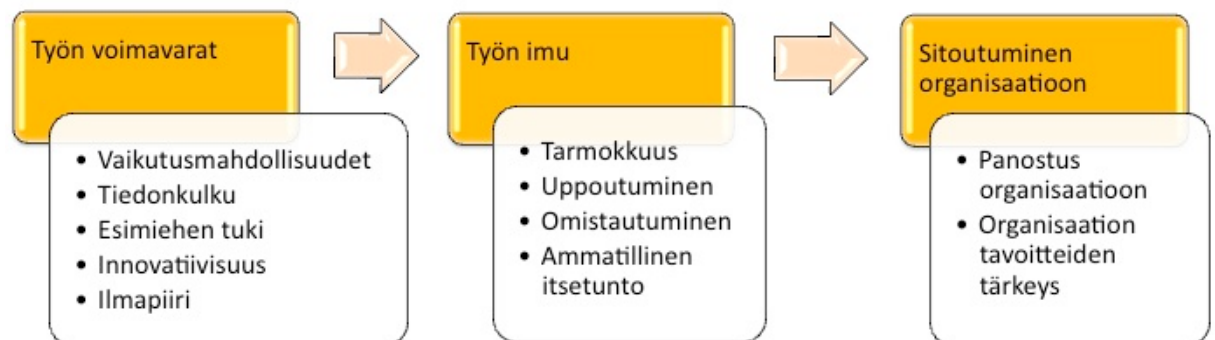 Työn voimavarat
• Vaikutusmahdollisuudet
• Tiedonkulku
• Esimiehen tuki
• Innovatiivisuus
• Ilmapiiri
Työn imu
• Tarmokkuus
• Uppoutuminen
• Omistautuminen
• Ammatillinen
itsetunto
Sitoutuminen
organisaatioon
• Panostus
organisaatioon
• Organisaation
tavoitteiden
tärkeys